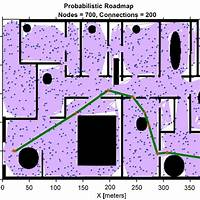 Probabilistic Roadmap
Nodes = 700, Connections = 200
0 50 100 150 200 250 300 350
X [meters]